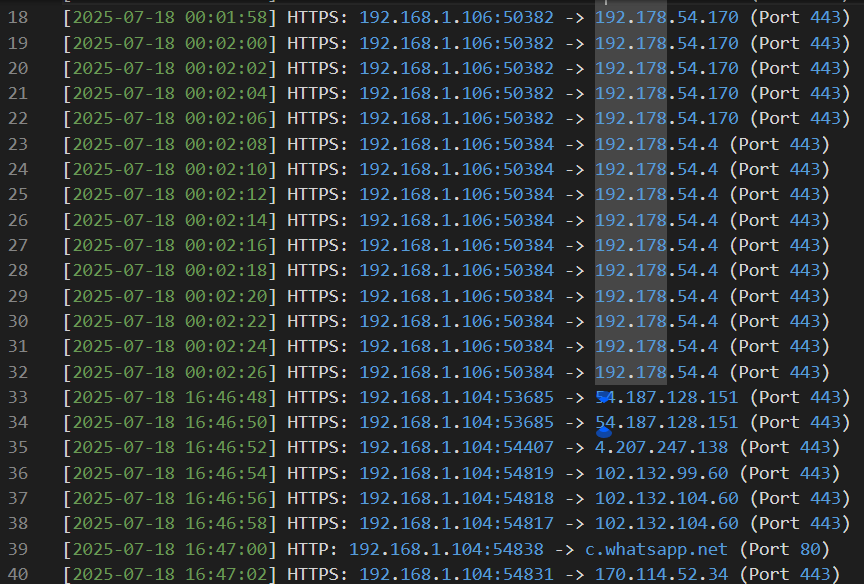 18 [2025-07-18 00:01:58] HTTPS: 192.168.1.106:50382 -> 192.178.54.170 (Port 443)
19 [2025-07-18 00:02:00] HTTPS: 192.168.1.106:50382 -> 192.178.54.170 (Port 443)
20 [2025-07-18 00:02:02] HTTPS: 192.168.1.106:50382 -> 192.178.54.170 (Port 443)
21 [2025-07-18 00:02:04] HTTPS: 192.168.1.106:50382 -> 192.178.54.170 (Port 443)
22 [2025-07-18 00:02:06] HTTPS: 192.168.1.106:50382 -> 192.178.54.170 (Port 443)
23 [2025-07-18 00:02:08] HTTPS: 192.168.1.106:50384 -> 192.178.54.4 (Port 443)
24 [2025-07-18 00:02:10] HTTPS: 192.168.1.106:50384 -> 192.178.54.4 (Port 443)
25 [2025-07-18 00:02:12] HTTPS: 192.168.1.106:50384 -> 192.178.54.4 (Port 443)
26 [2025-07-18 00:02:14] HTTPS: 192.168.1.106:50384 -> 192.178.54.4 (Port 443)
27 [2025-07-18 00:02:16] HTTPS: 192.168.1.106:50384 -> 192.178.54.4 (Port 443)
28 [2025-07-18 00:02:18] HTTPS: 192.168.1.106:50384 -> 192.178.54.4 (Port 443)
29 [2025-07-18 00:02:20] HTTPS: 192.168.1.106:50384 -> 192.178.54.4 (Port 443)
30 [2025-07-18 00:02:22] HTTPS: 192.168.1.106:50384 -> 192.178.54.4 (Port 443)
31 [2025-07-18 00:02:24] HTTPS: 192.168.1.106:50384 -> 192.178.54.4 (Port 443)
32 [2025-07-18 00:02:26] HTTPS: 192.168.1.106:50384 -> 192.178.54.4 (Port 443)
33 [2025-07-18 16:46:48] HTTPS: 192.168.1.104:53685 -> 54.187.128.151 (Port 443)
34 [2025-07-18 16:46:50] HTTPS: 192.168.1.104:53685 -> 54.187.128.151 (Port 443)
35 [2025-07-18 16:46:52] HTTPS: 192.168.1.104:54407 -> 4.207.247.138 (Port 443)
36 [2025-07-18 16:46:54] HTTPS: 192.168.1.104:54819 -> 102.132.99.60 (Port 443)
37 [2025-07-18 16:46:56] HTTPS: 192.168.1.104:54818 -> 102.132.104.60 (Port 443)
38 [2025-07-18 16:46:58] HTTPS: 192.168.1.104:54817 -> 102.132.104.60 (Port 443)
39 [2025-07-18 16:47:00] HTTP: 192.168.1.104:54838 -> c.whatsapp.net (Port 80)
40 [2025-07-18 16:47:02] HTTPS: 192.168.1.104:54831 -> 170.114.52.34 (Port 443)